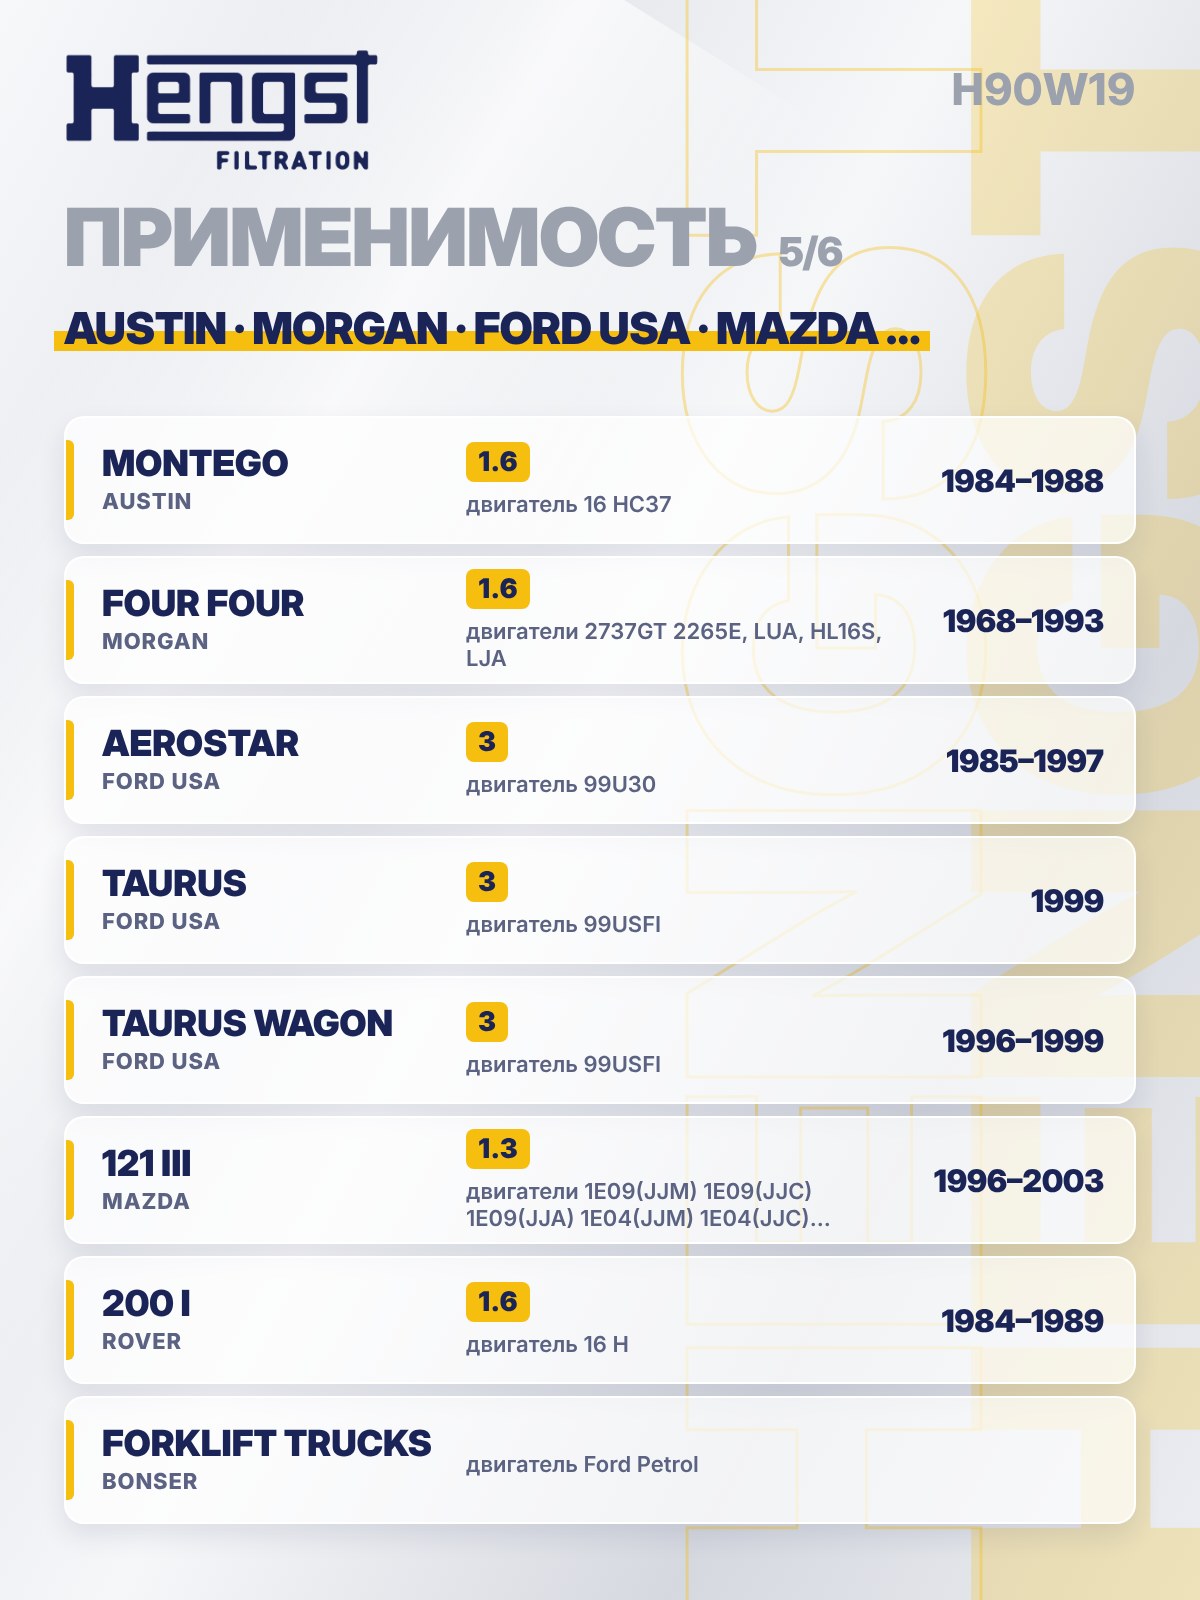 Hengst
FILTRATION
H90W19
ПРИМЕНИМОСТЬ 5/6
AUSTIN · MORGAN · FORD USA · MAZDA ...
MONTEGO
AUSTIN
1.6
двигатель 16 HC37
1984–1988
FOUR FOUR
MORGAN
1.6
двигатели 2737GT 2265E, LUA, HL16S,
LJA
1968–1993
AEROSTAR
FORD USA
3
двигатель 99U30
1985–1997
TAURUS
FORD USA
3
двигатель 99USFI
1999
TAURUS WAGON
FORD USA
3
двигатель 99USFI
1996–1999
121 III
MAZDA
1.3
двигатели 1E09(JJM) 1E09(JJC)
1E09(JJA) 1E04(JJM) 1E04(JJC)...
1996–2003
200 I
ROVER
1.6
двигатель 16 H
1984–1989
FORKLIFT TRUCKS
BONSER
двигатель Ford Petrol
HENGST
HENGST